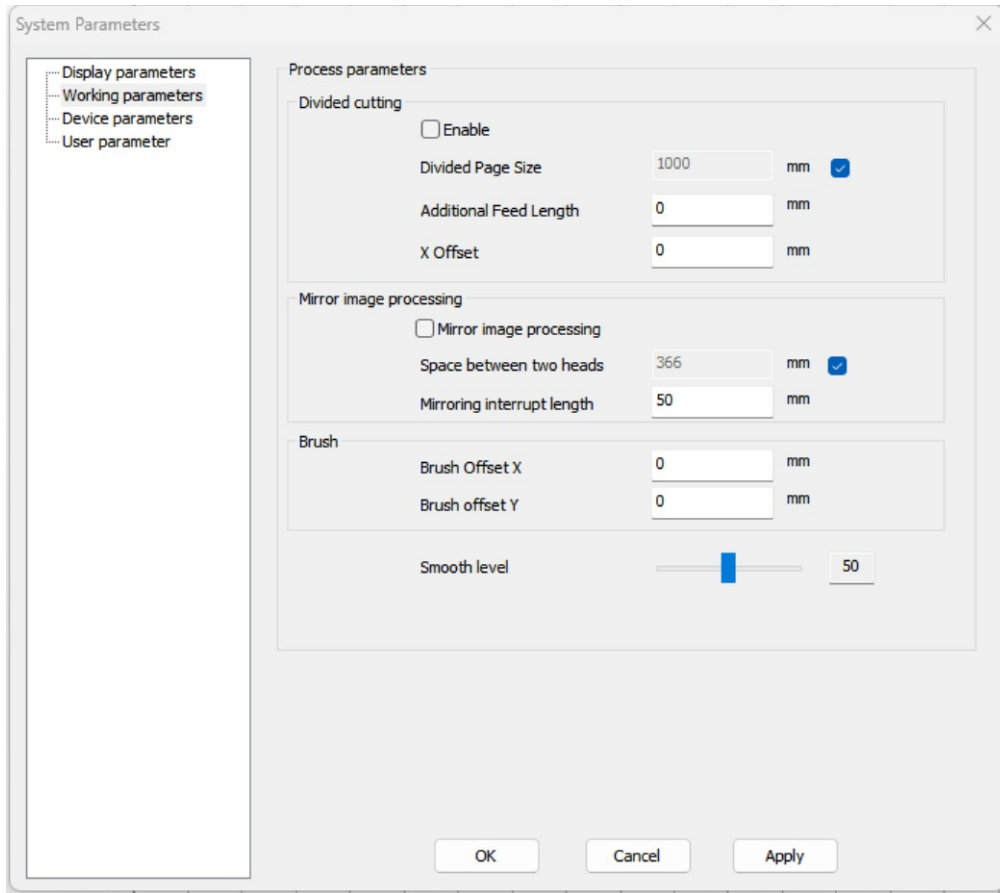 System Parameters
Display parameters
Working parameters
Device parameters
User parameter
Process parameters
Divided cutting
Enable
Divided Page Size 1000 mm
Additional Feed Length 0 mm
X Offset 0 mm
Mirror image processing
Mirror image processing
Space between two heads 366 mm
Mirroring interrupt length 50 mm
Brush
Brush Offset X 0 mm
Brush offset Y 0 mm
Smooth level 50
OK Cancel Apply